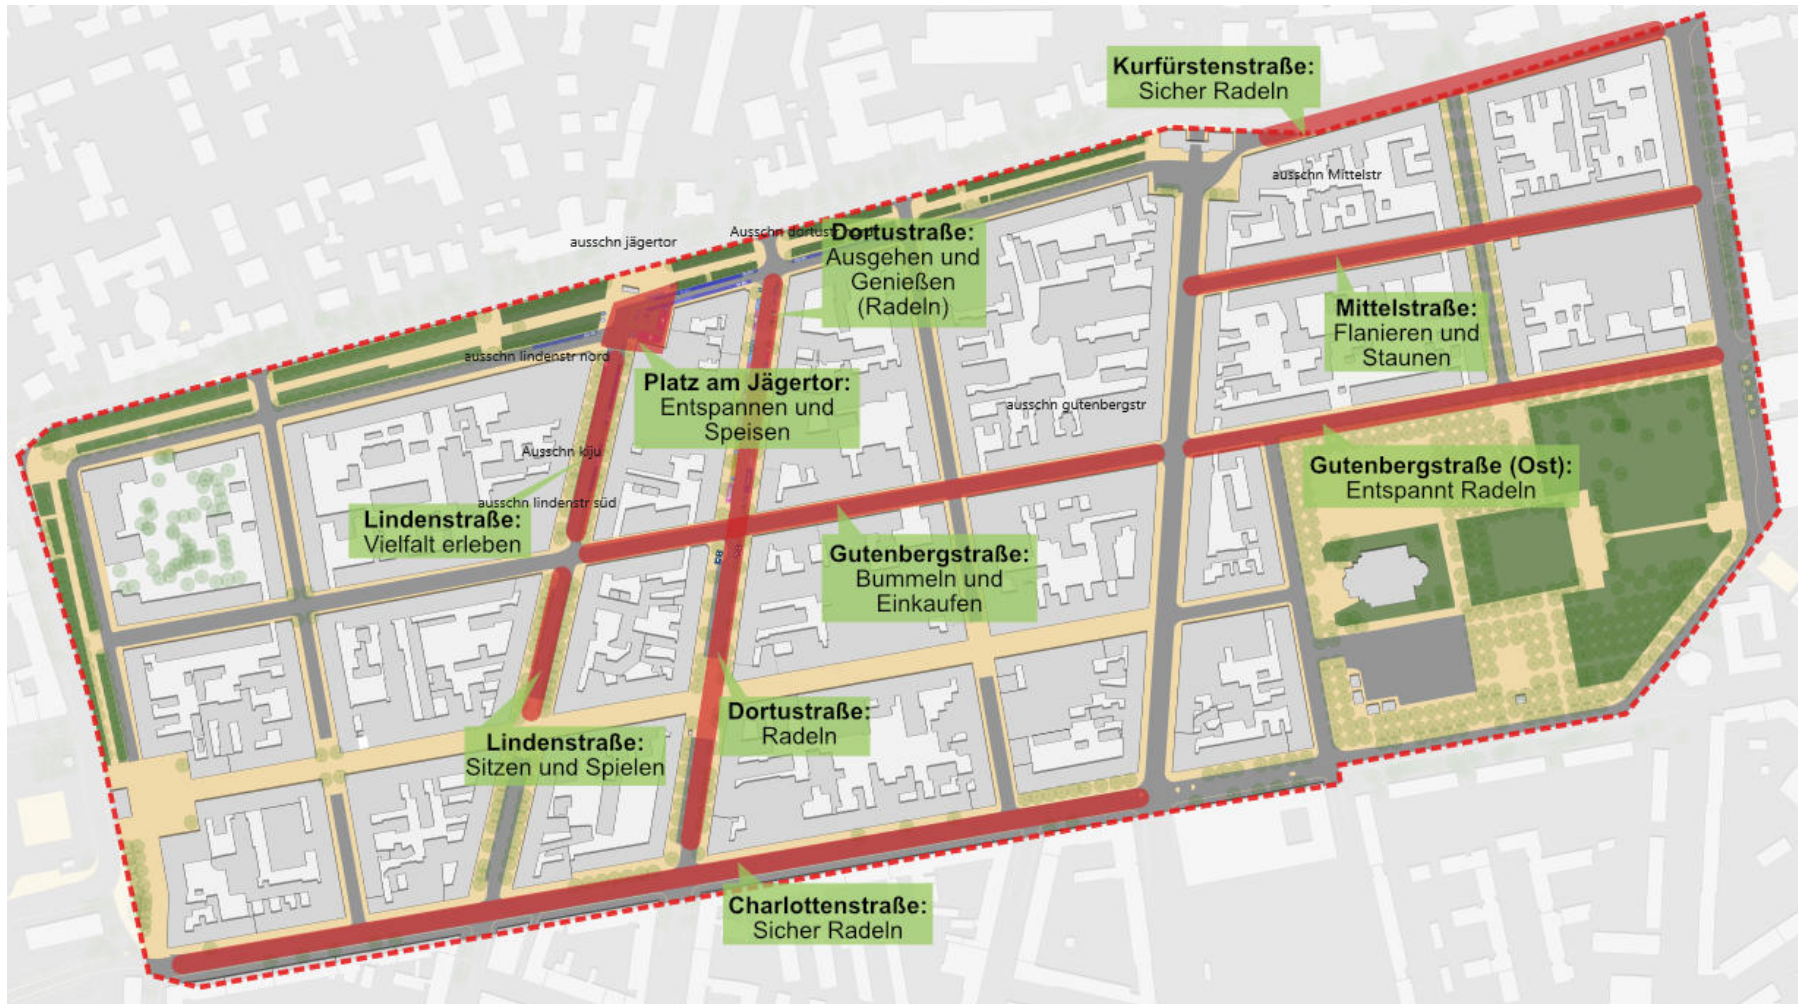 Kurfürstenstraße:
Sicher Radeln
ausschn Mittelstr
Ausschn dortustr
Dortustraße:
Ausgehen und
Genießen
(Radeln)
ausschn jägertor
Mittelstraße:
Flanieren und
Staunen
ausschn lindenstr nord
Platz am Jägertor:
Entspannen und
Speisen
ausschn gutenbergstr
Ausschn kiju
Gutenbergstraße (Ost):
Entspannt Radeln
ausschn lindenstr süd
Lindenstraße:
Vielfalt erleben
Gutenbergstraße:
Bummeln und
Einkaufen
Dortustraße:
Radeln
Lindenstraße:
Sitzen und Spielen
Charlottenstraße:
Sicher Radeln